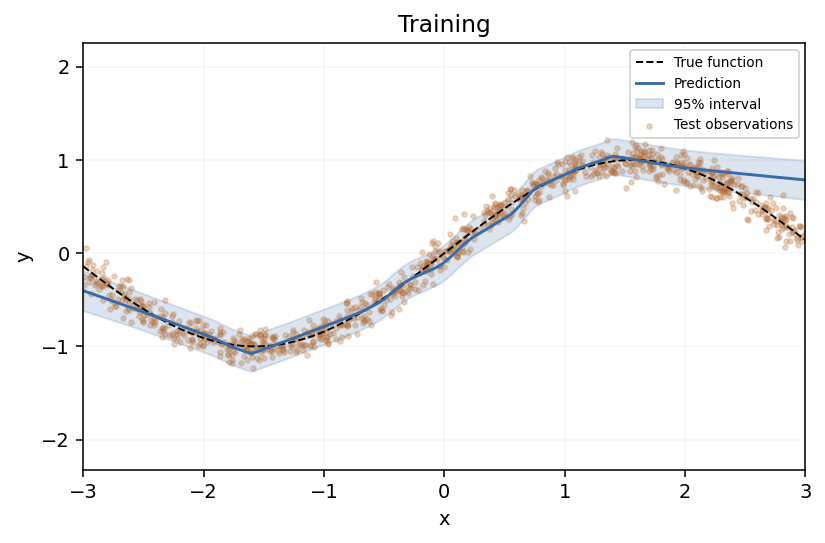 Training
True function
Prediction
95% interval
Test observations
2
1
0
−1
−2
y
−3 −2 −1 0 1 2 3
x